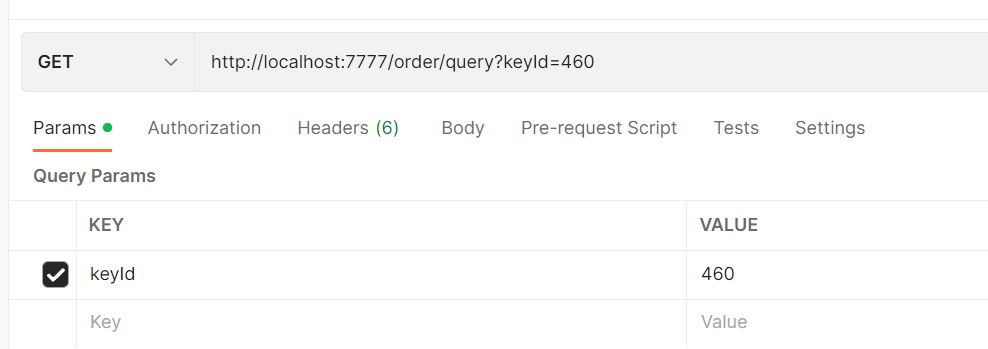 GET http://localhost:7777/order/query?keyId=460
Params Authorization Headers (6) Body Pre-request Script Tests Settings
Query Params
KEY VALUE
keyId 460
Key Value